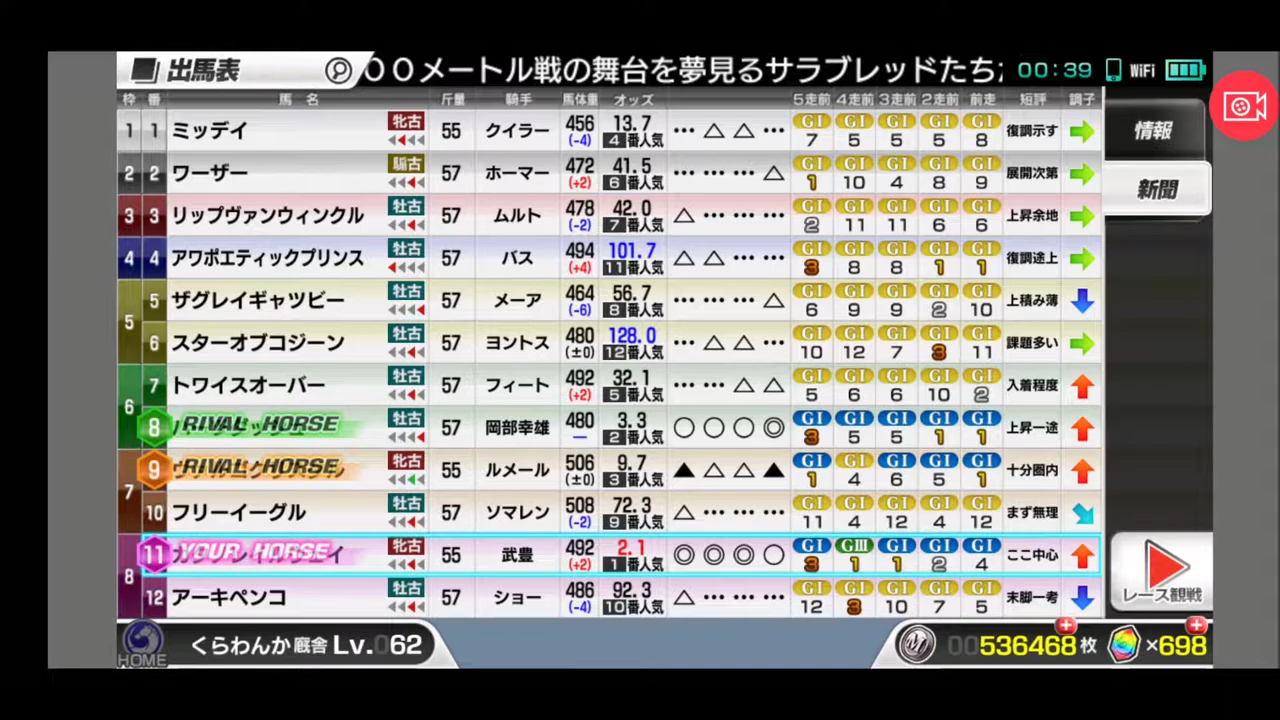 出馬表 ００メートル戦の舞台を夢見るサラブレッドたちが 00:39 WiFi
枠 番 馬 名 斤量 騎手 馬体重 オッズ 5走前 4走前 3走前 2走前 前走 短評 調子
1 1 ミッデイ 牝古 55 クイラー 456 (-4) 13.7 4番人気 … △ △ … GI 7 GI 5 GI 5 GI 5 GI 8 復調示す
2 2 ワーザー 騸古 57 ホーマー 472 (+2) 41.5 6番人気 … … … △ GI 1 GI 10 GI 4 GI 8 GI 9 展開次第
3 3 リップヴァンウィンクル 牡古 57 ムルト 478 (-2) 42.0 7番人気 △ … … … GI 2 GI 11 GI 11 GI 6 GI 6 上昇余地
4 4 アワポエティックプリンス 牡古 57 バス 494 (+4) 101.7 11番人気 △ △ … … GI 3 GI 8 GI 8 GI 1 GI 1 復調途上
5 5 ザグレイギャツビー 牡古 57 メーア 464 (-6) 56.7 8番人気 … … … △ GI 6 GI 9 GI 9 GI 2 GI 10 上積み薄
6 スターオブコジーン 牡古 57 ヨントス 480 (±0) 128.0 12番人気 … △ △ … GI 10 GI 12 GI 7 GI 3 GI 11 課題多い
6 7 トワイスオーバー 牡古 57 フィート 492 (+2) 32.1 5番人気 … … △ △ GI 5 GI 6 GI 6 GI 10 GI 2 入着程度
8 RIVAL HORSE 牡古 57 岡部幸雄 480 — 3.3 2番人気 ○ ○ ○ ◎ GI 3 GI 5 GI 5 GI 1 GI 1 上昇一途
7 9 RIVAL HORSE 牝古 55 ルメール 506 (±0) 9.7 3番人気 ▲ △ △ ▲ GI 1 GI 4 GI 6 GI 5 GI 1 十分圏内
10 フリーイーグル 牡古 57 ソマレン 508 (-2) 72.3 9番人気 △ … … … GI 11 GI 4 GI 12 GI 4 GI 12 まず無理
8 11 YOUR HORSE 牝古 55 武豊 492 (+2) 2.1 1番人気 ◎ ◎ ◎ ○ GI 3 GIII 1 GI 1 GI 2 GI 4 ここ中心
12 アーキペンコ 牡古 57 ショー 486 (-4) 92.3 10番人気 △ … … … GI 12 GI 3 GI 10 GI 7 GI 5 末脚一考
情報
新聞
レース観戦
HOME くらわんか 厩舎 Lv.062 M 00536468枚 ×698